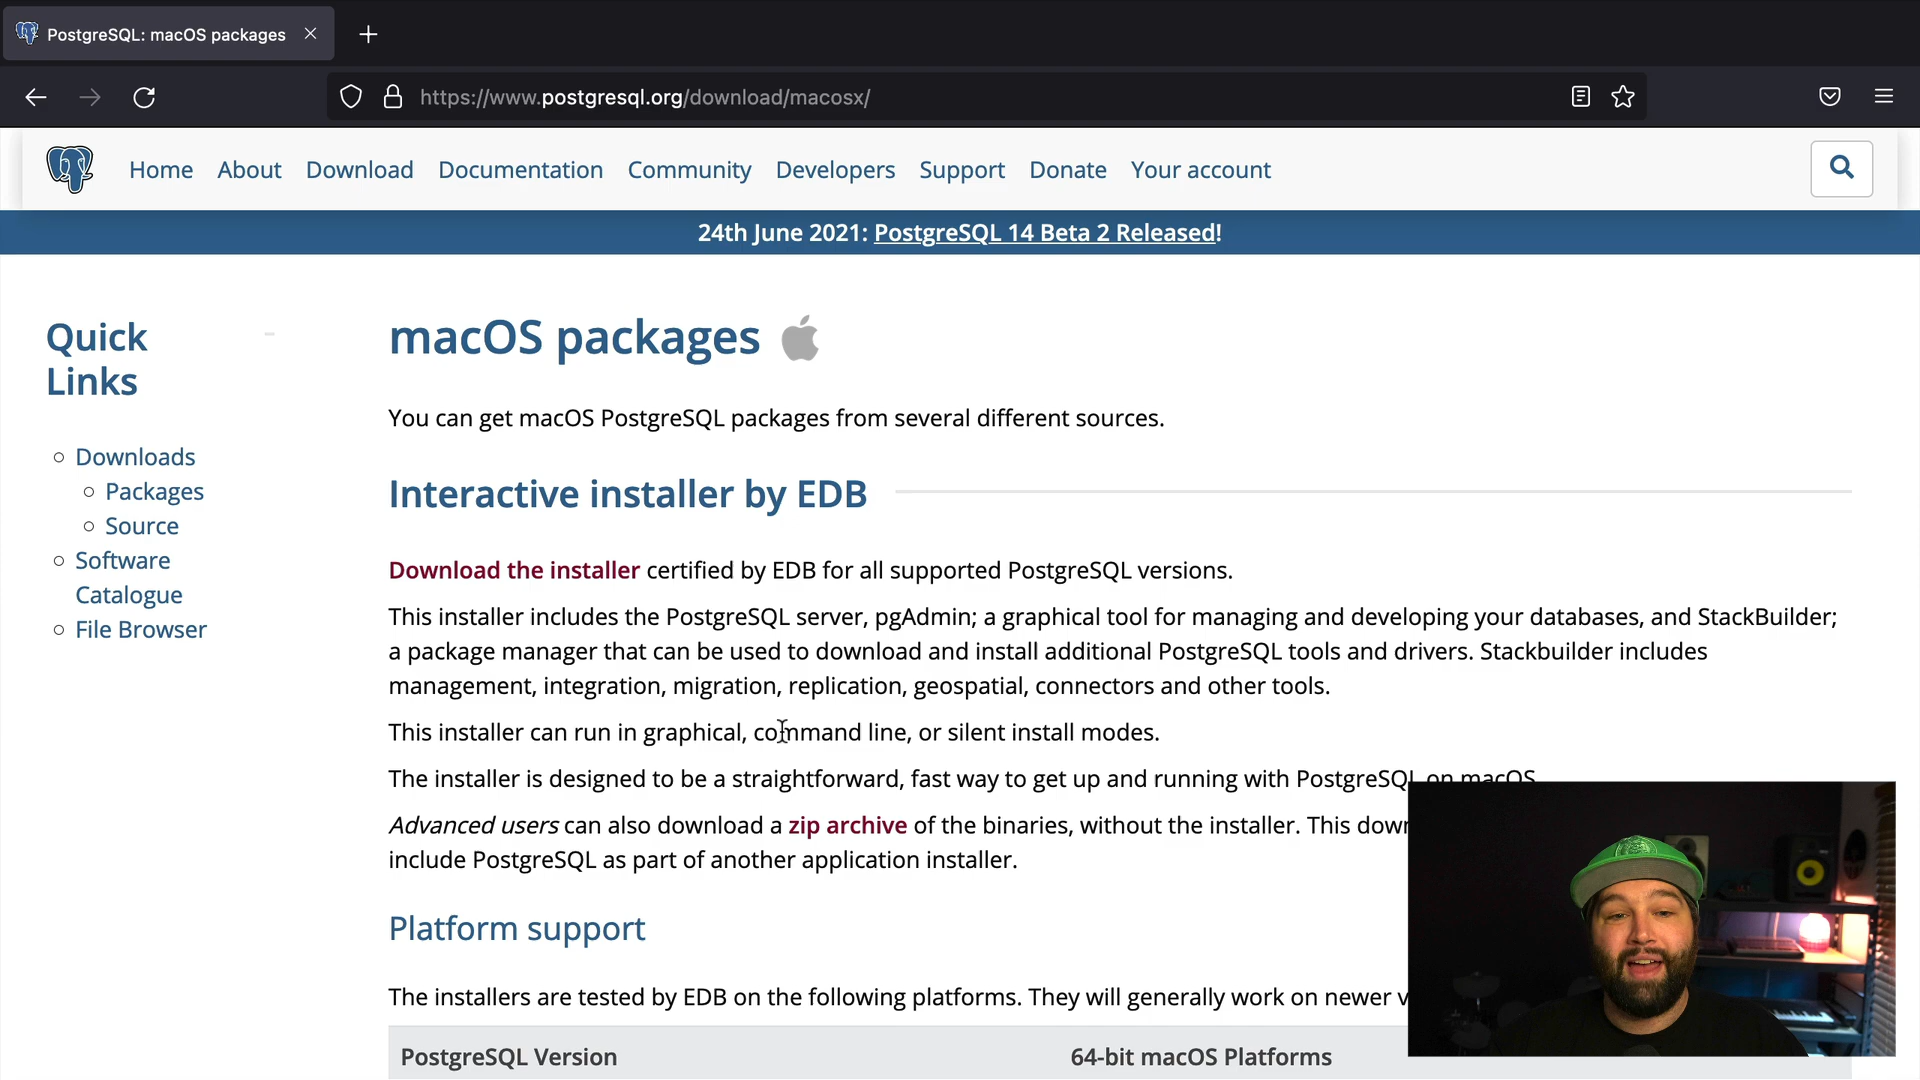 PostgreSQL: macOS packages
https://www.postgresql.org/download/macosx/
Home About Download Documentation Community Developers Support Donate Your account
24th June 2021: PostgreSQL 14 Beta 2 Released!
Quick
Links
Downloads
Packages
Source
Software
Catalogue
File Browser
macOS packages
You can get macOS PostgreSQL packages from several different sources.
Interactive installer by EDB
Download the installer certified by EDB for all supported PostgreSQL versions.
This installer includes the PostgreSQL server, pgAdmin; a graphical tool for managing and developing your databases, and StackBuilder;
a package manager that can be used to download and install additional PostgreSQL tools and drivers. Stackbuilder includes
management, integration, migration, replication, geospatial, connectors and other tools.
This installer can run in graphical, command line, or silent install modes.
The installer is designed to be a straightforward, fast way to get up and running with PostgreSQL on macOS
Advanced users can also download a zip archive of the binaries, without the installer. This
include PostgreSQL as part of another application installer.
Platform support
The installers are tested by EDB on the following platforms. They will generally work on newer
PostgreSQL Version 64-bit macOS Platforms